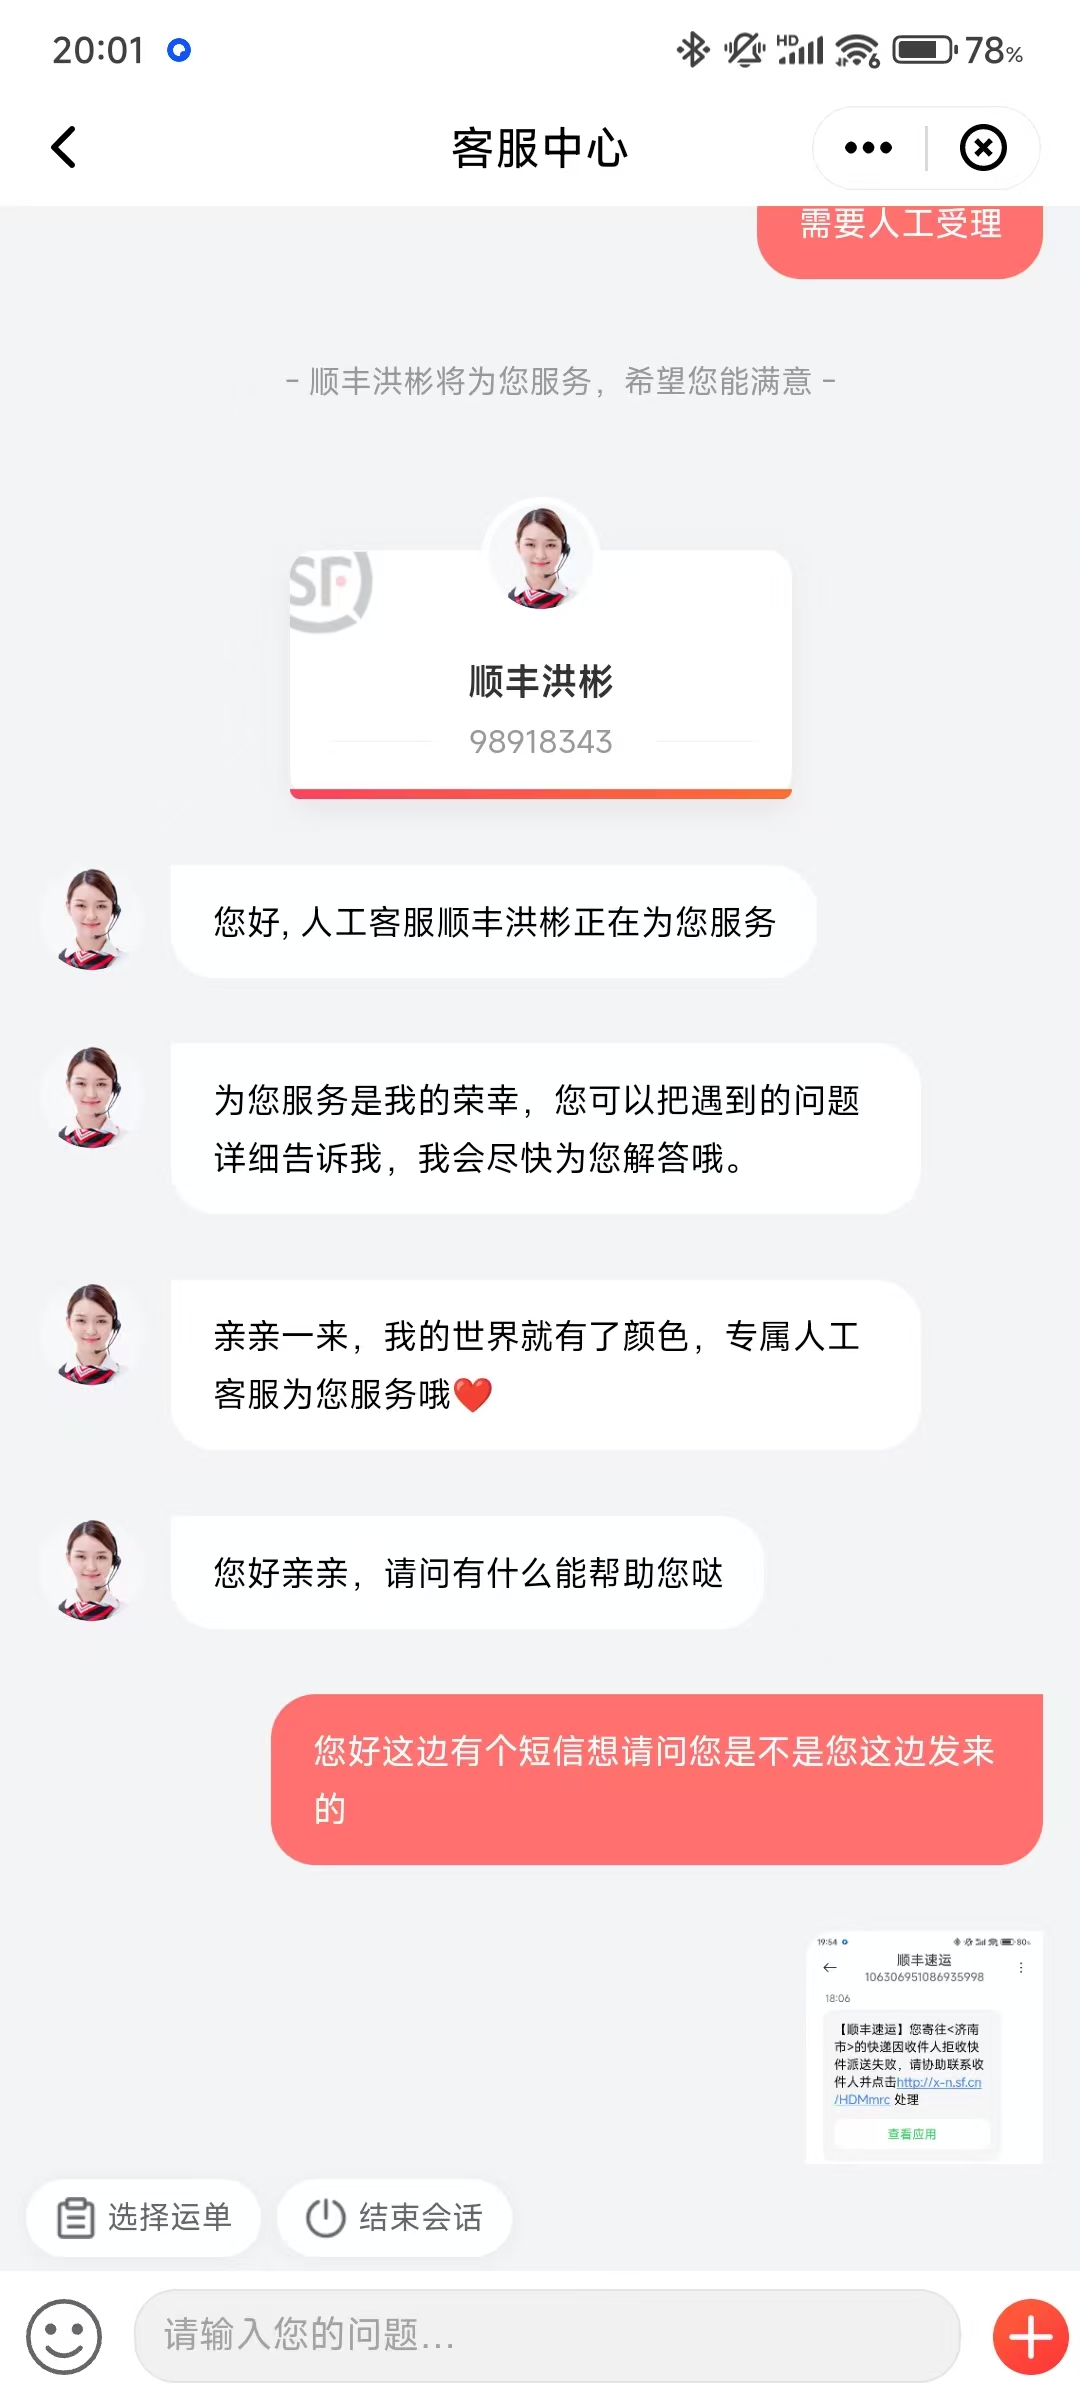 20:01
HD
6
78%
客服中心
需要人工受理
- 顺丰洪彬将为您服务，希望您能满意 -
SF
顺丰洪彬
98918343
您好, 人工客服顺丰洪彬正在为您服务
为您服务是我的荣幸，您可以把遇到的问题
详细告诉我，我会尽快为您解答哦。
亲亲一来，我的世界就有了颜色，专属人工
客服为您服务哦❤️
您好亲亲，请问有什么能帮助您哒
您好这边有个短信想请问您是不是您这边发来
的
19:54
80%
顺丰速运
106306951086935998
18:06
【顺丰速运】您寄往<济南
市>的快递因收件人拒收快
件派送失败，请协助联系收
件人并点击http://x-n.sf.cn
/HDMmrc 处理
查看应用
选择运单
结束会话
请输入您的问题...